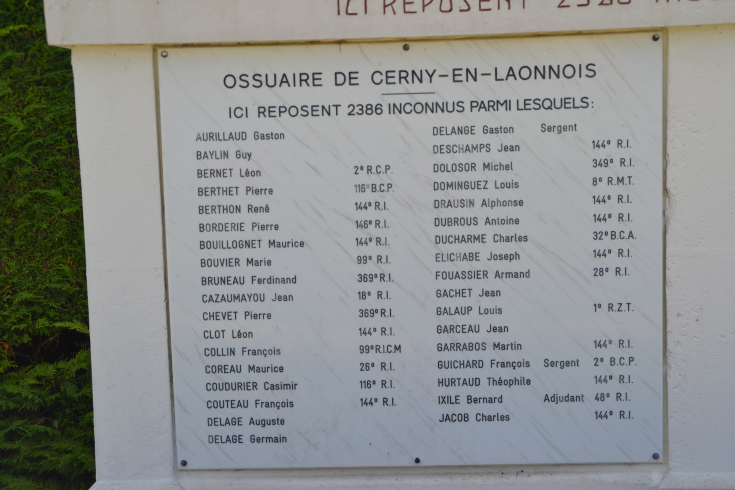 ICI REPOSENT 2386
OSSUAIRE DE CERNY-EN-LAONNOIS
ICI REPOSENT 2386 INCONNUS PARMI LESQUELS:
AURILLAUD Gaston
BAYLIN Guy
BERNET Léon 2e R.C.P.
BERTHET Pierre 116e B.C.P.
BERTHON René 144e R.I.
BORDERIE Pierre 146e R.I.
BOUILLOGNET Maurice 144e R.I.
BOUVIER Marie 99e R.I.
BRUNEAU Ferdinand 369e R.I.
CAZAUMAYOU Jean 18e R.I.
CHEVET Pierre 369e R.I.
CLOT Léon 144e R.I.
COLLIN François 99e R.I.C.M
COREAU Maurice 26e R.I.
COUDURIER Casimir 116e R.I.
COUTEAU François 144e R.I.
DELAGE Auguste
DELAGE Germain
DELANGE Gaston Sergent
DESCHAMPS Jean 144e R.I.
DOLOSOR Michel 349e R.I.
DOMINGUEZ Louis 8e R.M.T.
DRAUSIN Alphonse 144e R.I.
DUBROUS Antoine 144e R.I.
DUCHARME Charles 32e B.C.A.
ELICHABE Joseph 144e R.I.
FOUASSIER Armand 28e R.I.
GACHET Jean
GALAUP Louis 1e R.Z.T.
GARCEAU Jean
GARRABOS Martin 144e R.I.
GUICHARD François Sergent 2e B.C.P.
HURTAUD Théophile 144e R.I.
IXILE Bernard Adjudant 48e R.I.
JACOB Charles 144e R.I.